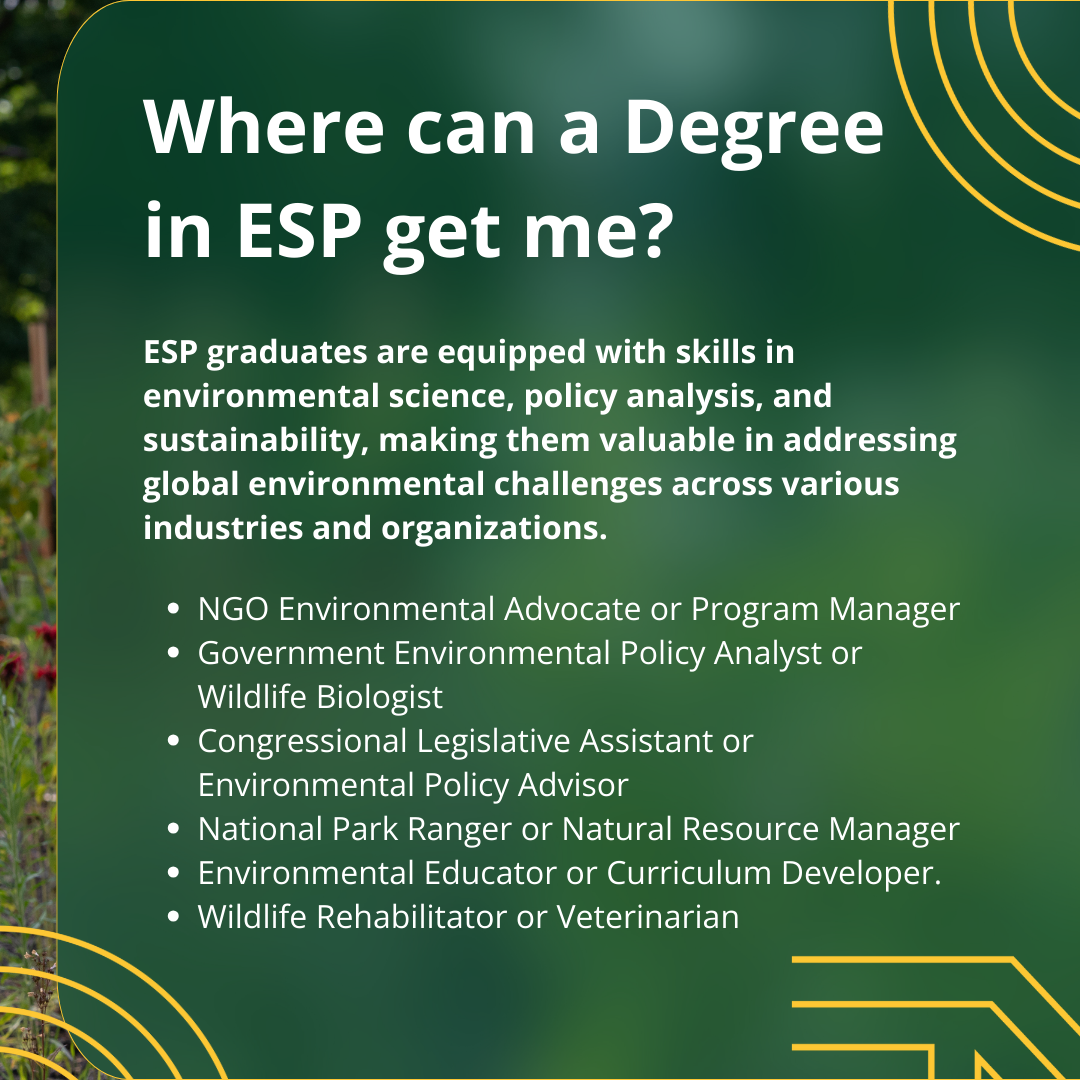 Where can a Degree
in ESP get me?
ESP graduates are equipped with skills in
environmental science, policy analysis, and
sustainability, making them valuable in addressing
global environmental challenges across various
industries and organizations.
• NGO Environmental Advocate or Program Manager
• Government Environmental Policy Analyst or
Wildlife Biologist
• Congressional Legislative Assistant or
Environmental Policy Advisor
• National Park Ranger or Natural Resource Manager
• Environmental Educator or Curriculum Developer.
• Wildlife Rehabilitator or Veterinarian